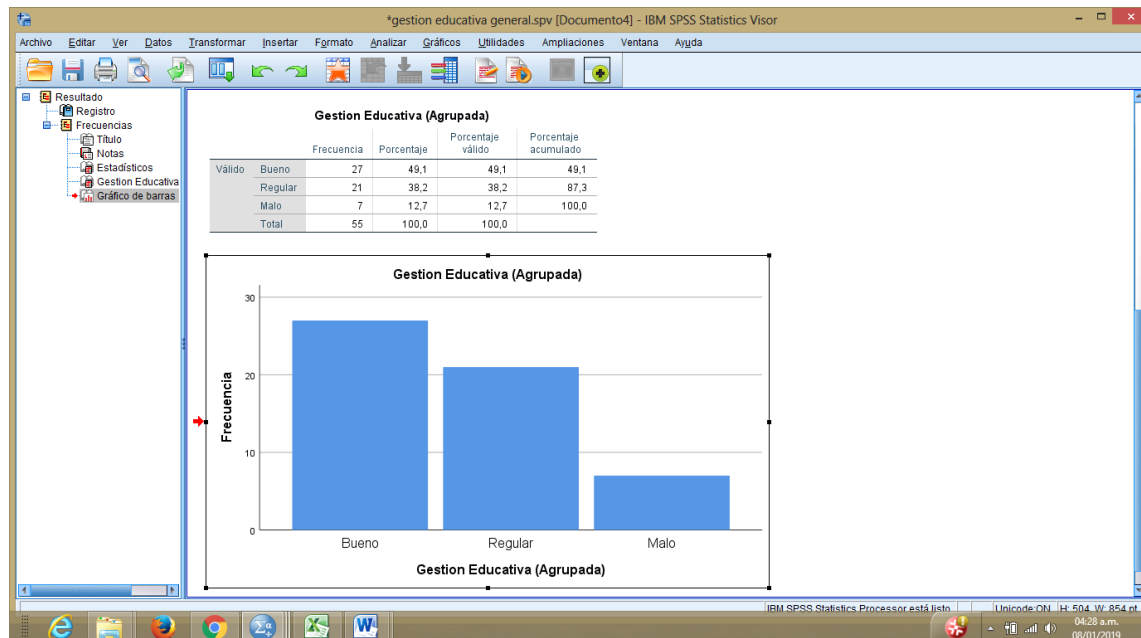 *gestion educativa general.spv [Documento4] - IBM SPSS Statistics Visor
Archivo Editar Ver Datos Transformar Insertar Formato Analizar Gráficos Utilidades Ampliaciones Ventana Ayuda
Resultado
Registro
Frecuencias
Título
Notas
Estadísticos
Gestion Educativa
Gráfico de barras
Gestion Educativa (Agrupada)
Frecuencia Porcentaje Porcentaje válido Porcentaje acumulado
Válido Bueno 27 49,1 49,1 49,1
Regular 21 38,2 38,2 87,3
Malo 7 12,7 12,7 100,0
Total 55 100,0 100,0
Gestion Educativa (Agrupada)
Frecuencia
30
20
10
0
Bueno Regular Malo
Gestion Educativa (Agrupada)
IBM SPSS Statistics Processor está listo Unicode:ON H: 504, W: 854 pt.
04:28 a.m.
08/01/2019